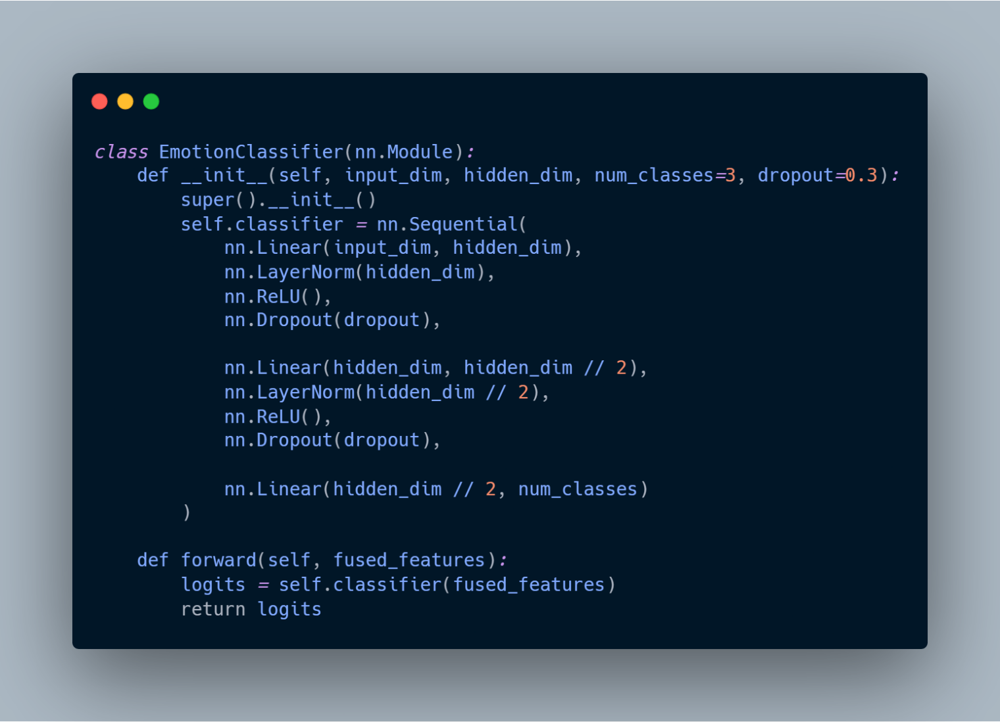 class EmotionClassifier(nn.Module):
    def __init__(self, input_dim, hidden_dim, num_classes=3, dropout=0.3):
        super().__init__()
        self.classifier = nn.Sequential(
            nn.Linear(input_dim, hidden_dim),
            nn.LayerNorm(hidden_dim),
            nn.ReLU(),
            nn.Dropout(dropout),

            nn.Linear(hidden_dim, hidden_dim // 2),
            nn.LayerNorm(hidden_dim // 2),
            nn.ReLU(),
            nn.Dropout(dropout),

            nn.Linear(hidden_dim // 2, num_classes)
        )

    def forward(self, fused_features):
        logits = self.classifier(fused_features)
        return logits